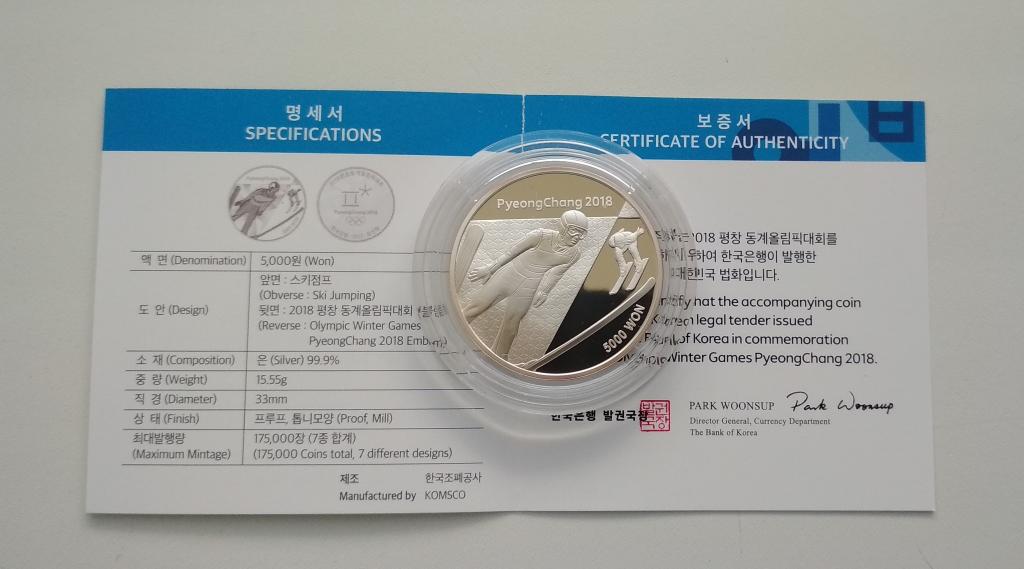 명 세 서
SPECIFICATIONS
PyeongChang 2018
액 면 (Denomination) 5,000원 (Won)
도 안 (Design) 앞면 : 스키점프
(Obverse : Ski Jumping)
뒷면 : 2018 평창 동계올림픽대회
(Reverse : Olympic Winter Games
PyeongChang 2018
소 재 (Composition) 은 (Silver) 99.9%
중 량 (Weight) 15.55g
직 경 (Diameter) 33mm
상 태 (Finish) 프루프, 톱니모양 (Proof, Mill)
최대발행량 175,000장 (7종 합계)
(Maximum Mintage) (175,000 Coins total, 7 different designs)
제조 한국조폐공사
Manufactured by KOMSCO
PyeongChang 2018
5000 WON
보 증 서
CERTIFICATE OF AUTHENTICITY
2018 평창 동계올림픽대회를
한국은행이 발행한
법화입니다.
that the accompanying coin
legal tender issued
of Korea in commemoration
Winter Games PyeongChang 2018.
한국은행 발권국장
PARK WOONSUP Park Woonsup
Director General, Currency Department
The Bank of Korea